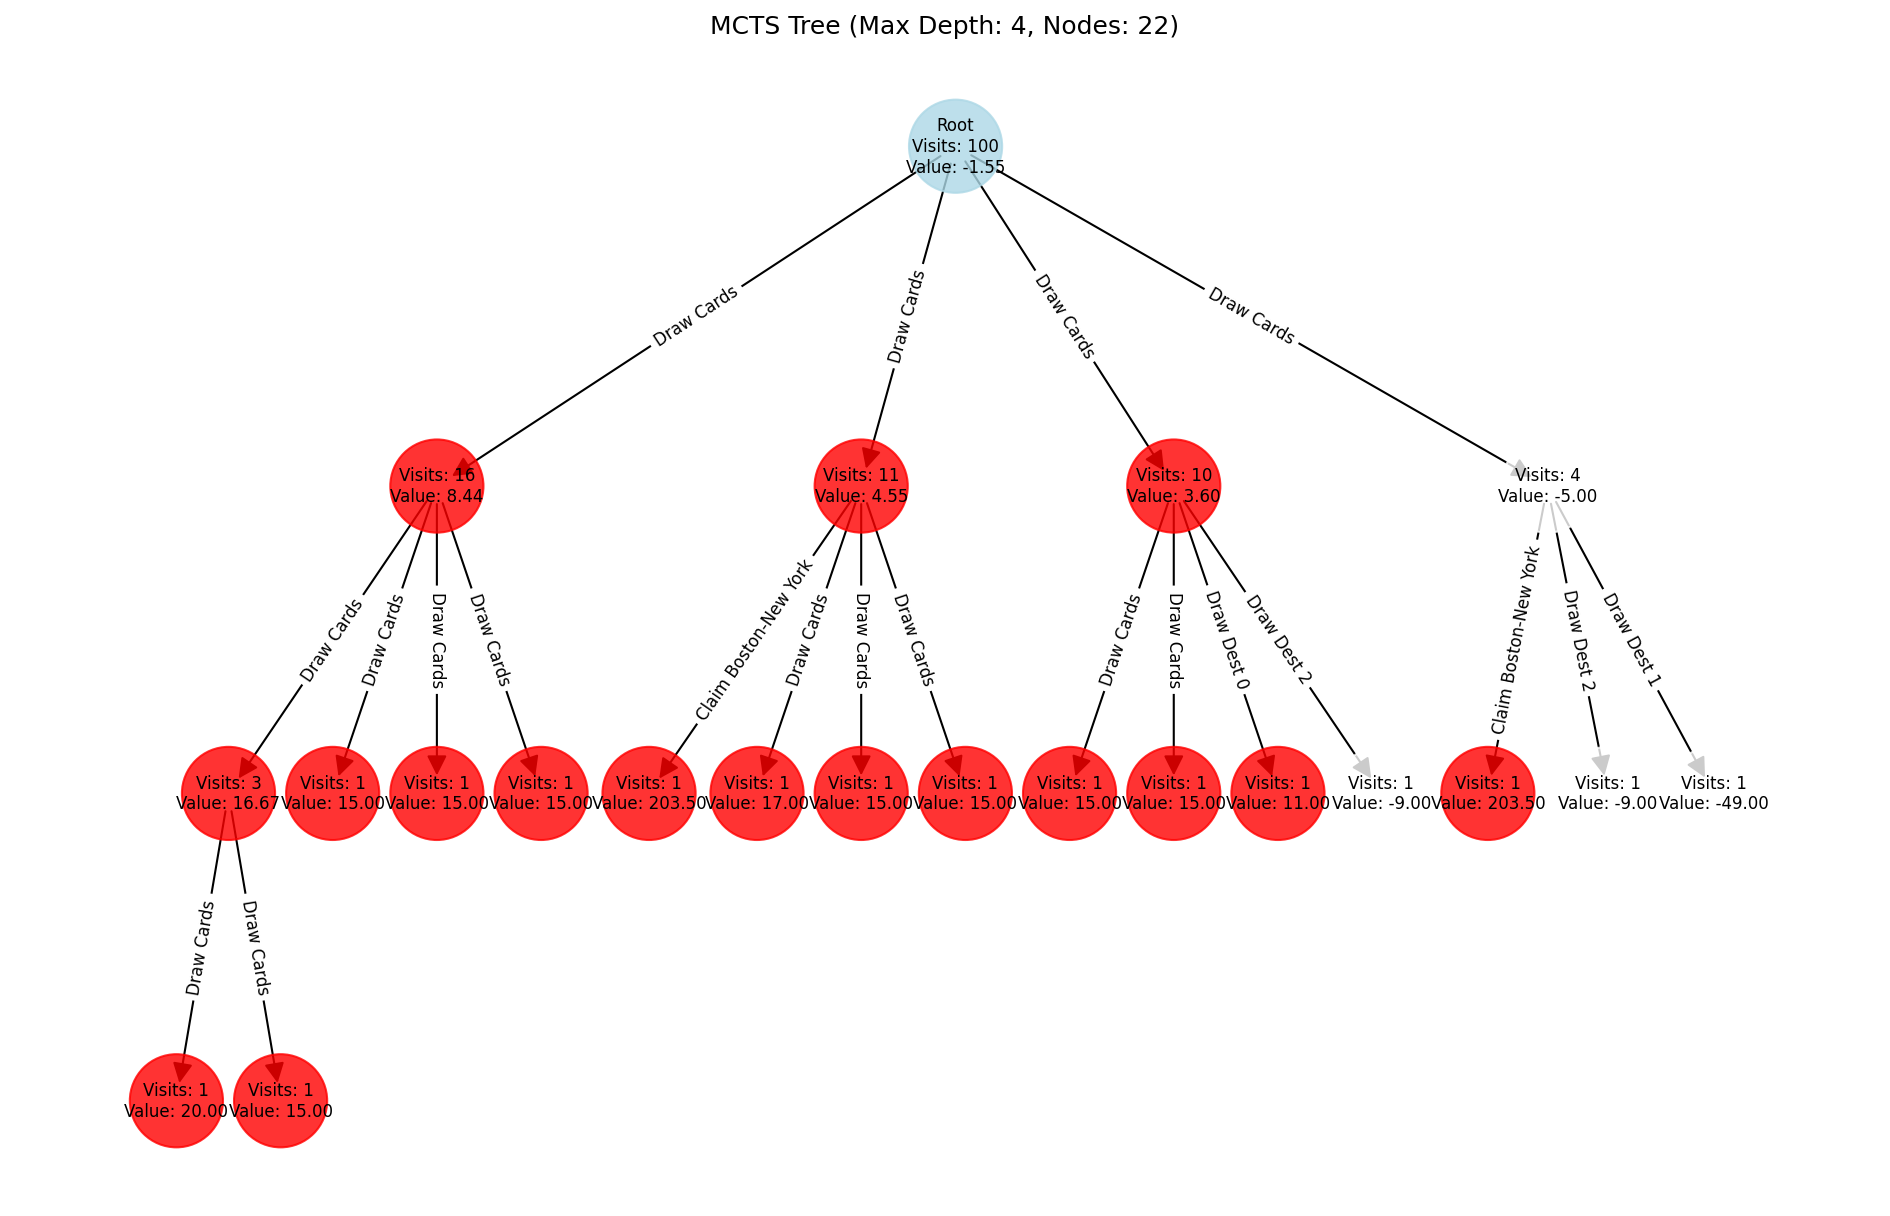 MCTS Tree (Max Depth: 4, Nodes: 22)
Root
Visits: 100
Value: -1.55
Draw Cards
Draw Cards
Draw Cards
Draw Cards
Visits: 16
Value: 8.44
Visits: 11
Value: 4.55
Visits: 10
Value: 3.60
Visits: 4
Value: -5.00
Draw Cards
Draw Cards
Draw Cards
Draw Cards
Claim Boston-New York
Draw Cards
Draw Cards
Draw Cards
Draw Cards
Draw Cards
Draw Dest 0
Draw Dest 2
Claim Boston-New York
Draw Dest 2
Draw Dest 1
Visits: 3
Value: 16.67
Visits: 1
Value: 15.00
Visits: 1
Value: 15.00
Visits: 1
Value: 15.00
Visits: 1
Value: 203.50
Visits: 1
Value: 17.00
Visits: 1
Value: 15.00
Visits: 1
Value: 15.00
Visits: 1
Value: 15.00
Visits: 1
Value: 15.00
Visits: 1
Value: 11.00
Visits: 1
Value: -9.00
Visits: 1
Value: 203.50
Visits: 1
Value: -9.00
Visits: 1
Value: -49.00
Draw Cards
Draw Cards
Visits: 1
Value: 20.00
Visits: 1
Value: 15.00